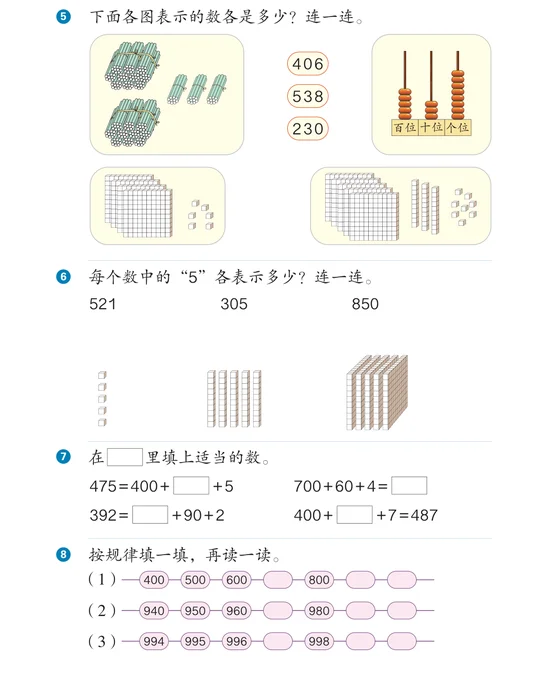 5 下面各图表示的数各是多少？连一连。
406
538
230
百位 十位 个位
6 每个数中的“5”各表示多少？连一连。
521 305 850
7 在□里填上适当的数。
475=400+□+5 700+60+4=□
392=□+90+2 400+□+7=487
8 按规律填一填，再读一读。
（1） 400 500 600 800
（2） 940 950 960 980
（3） 994 995 996 998